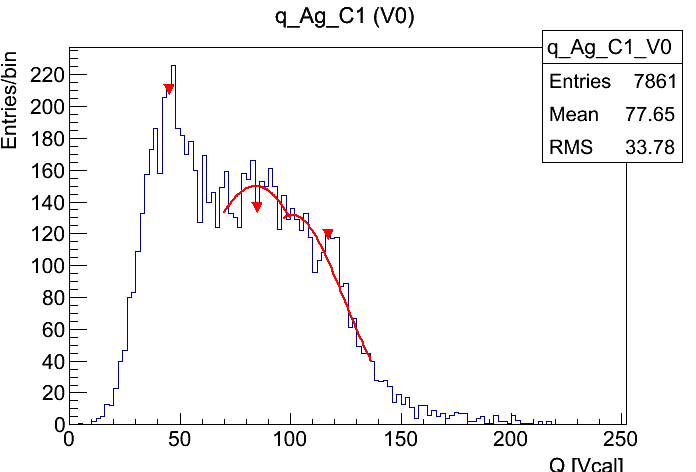 q_Ag_C1 (V0)
q_Ag_C1_V0
Entries 7861
Mean 77.65
RMS 33.78
Entries/bin
220
200
180
160
140
120
100
80
60
40
20
0
0 50 100 150 200 250
Q [Vcal]